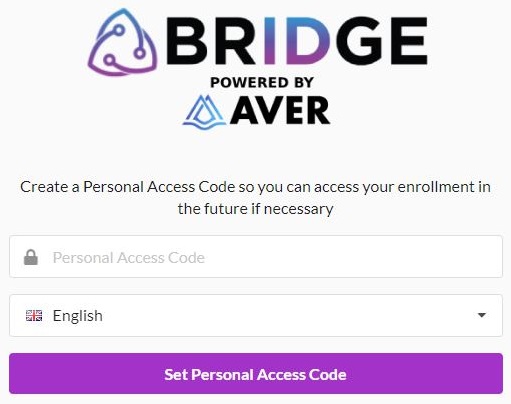 BRIDGE
POWERED BY
AVER
Create a Personal Access Code so you can access your enrollment in
the future if necessary
Personal Access Code
English
Set Personal Access Code